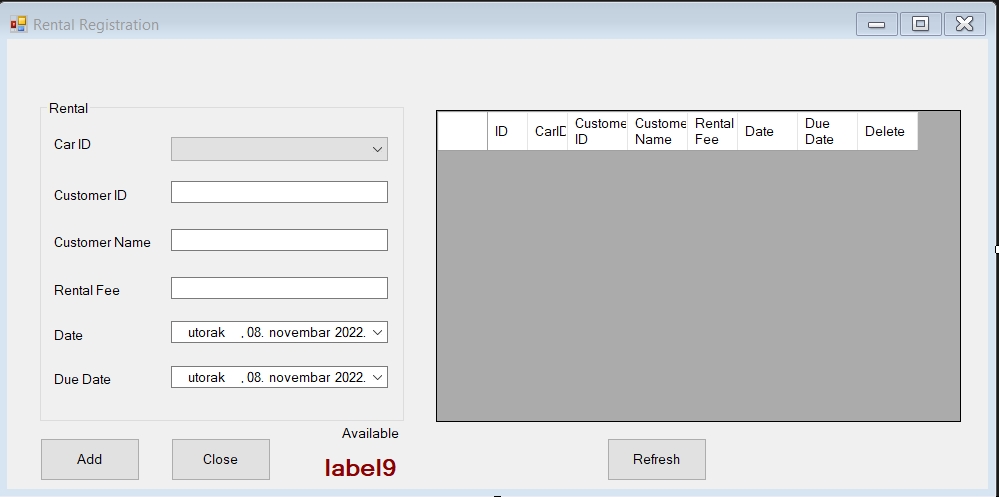 Rental Registration
Rental
Car ID
Customer ID
Customer Name
Rental Fee
Date
utorak , 08. novembar 2022.
Due Date
utorak , 08. novembar 2022.
ID
CarID
Custome
ID
Custome
Name
Rental
Fee
Date
Due
Date
Delete
Available
Add
Close
label9
Refresh